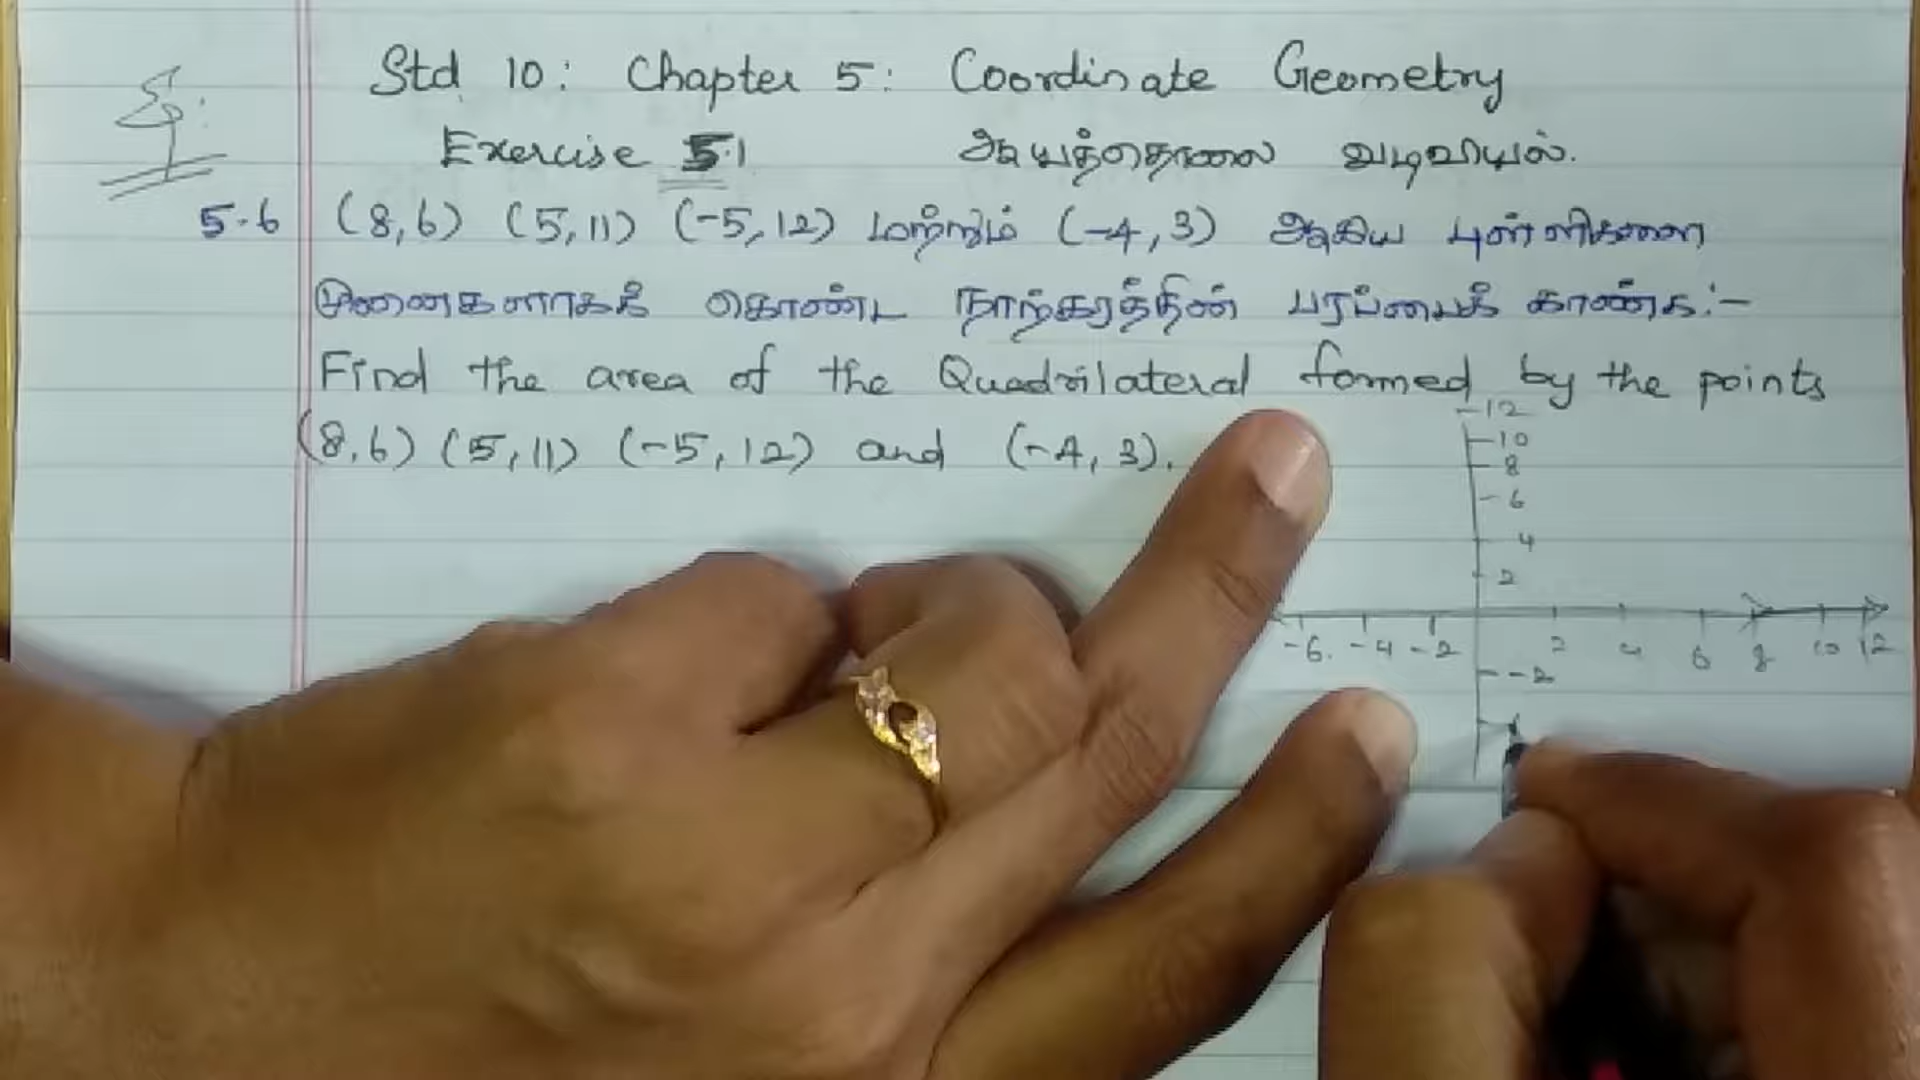 உ:
Std 10: Chapter 5: Coordinate Geometry
Exercise 5.1 ஆயத்தொலை வடிவியல்.
5.6 (8,6) (5,11) (-5,12) மற்றும் (-4,3) ஆகிய புள்ளிகளை
முனைகளாகக் கொண்ட நாற்கரத்தின் பரப்பைக் காண்க:-
Find the area of the Quadrilateral formed by the points
(8,6) (5,11) (-5,12) and (-4,3).
12
10
8
6
4
2
-6 -4 -2 2 4 6 8 10 12
-2